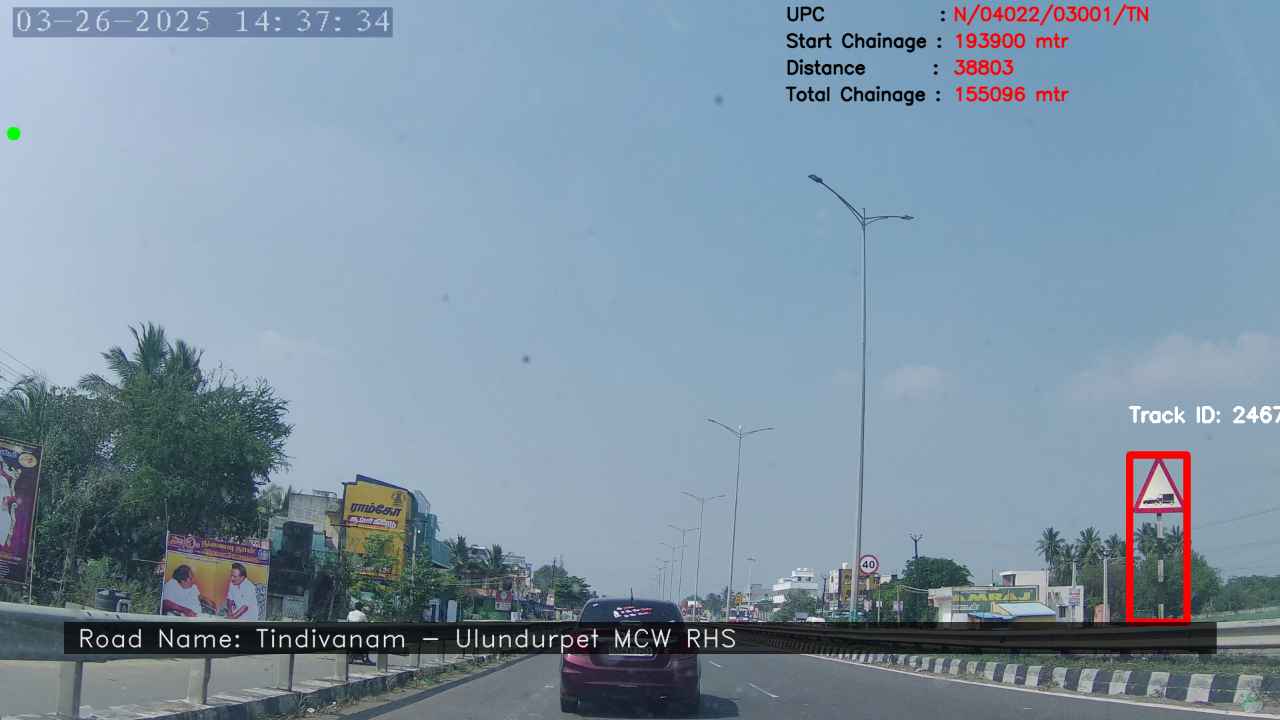 03-26-2025 14:37:34
UPC : N/04022/03001/TN
Start Chainage : 193900 mtr
Distance : 38803
Total Chainage : 155096 mtr
Track ID: 2467
ராம்கோ
40
Road Name: Tindivanam - Ulundurpet MCW RHS